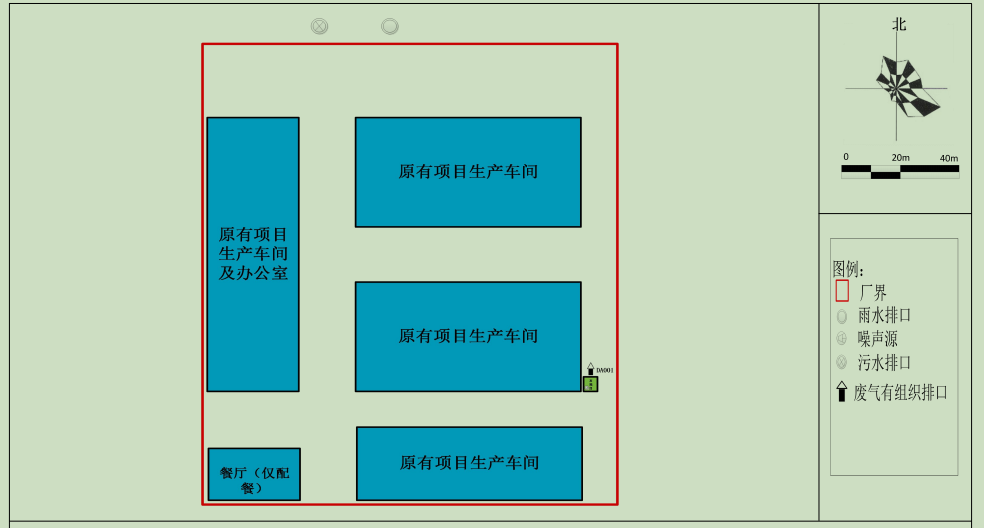 北
0 20m 40m
原有项目生产车间
原有项目
生产车间
及办公室
原有项目生产车间
DA001
原有项目生产车间
餐厅（仅配
餐）
图例：
厂界
雨水排口
噪声源
污水排口
废气有组织排口